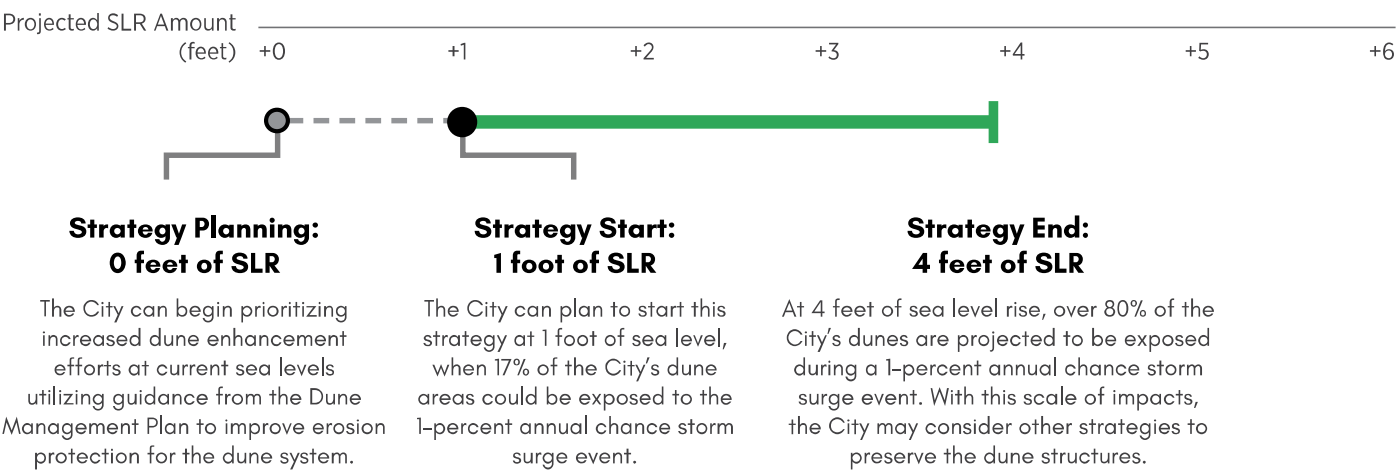 Projected SLR Amount
(feet) +0 +1 +2 +3 +4 +5 +6
Strategy Planning:
0 feet of SLR
The City can begin prioritizing
increased dune enhancement
efforts at current sea levels
utilizing guidance from the Dune
Management Plan to improve erosion
protection for the dune system.
Strategy Start:
1 foot of SLR
The City can plan to start this
strategy at 1 foot of sea level,
when 17% of the City's dune
areas could be exposed to the
1-percent annual chance storm
surge event.
Strategy End:
4 feet of SLR
At 4 feet of sea level rise, over 80% of the
City's dunes are projected to be exposed
during a 1-percent annual chance storm
surge event. With this scale of impacts,
the City may consider other strategies to
preserve the dune structures.